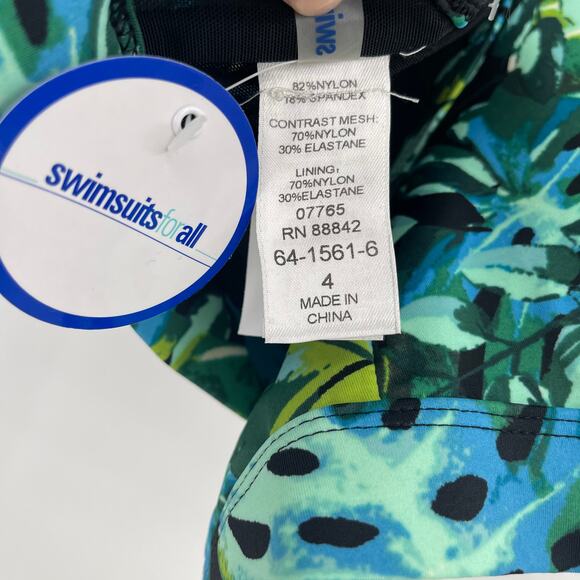 swim
swimsuitsforall
82%NYLON
18% SPANDEX
CONTRAST MESH:
70%NYLON
30% ELASTANE
LINING,
70%NYLON
30%ELASTANE
07765
RN 88842
64-1561-6
4
MADE IN
CHINA